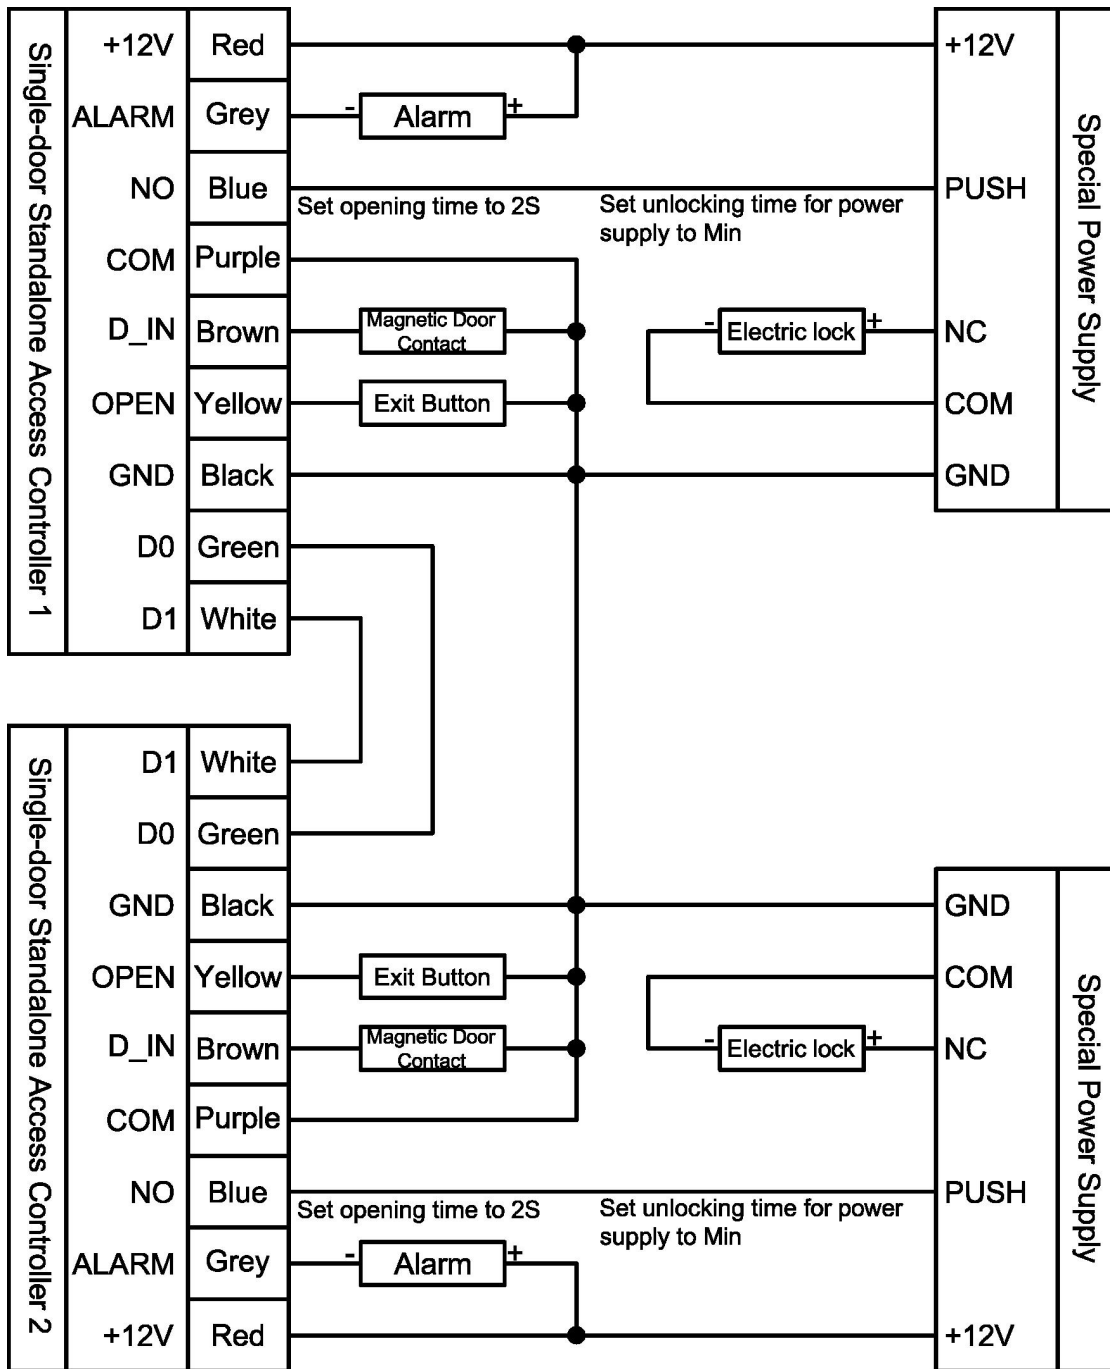 Single-door Standalone Access Controller 1
+12V Red +12V
ALARM Grey - Alarm +
NO Blue PUSH
Set opening time to 2S Set unlocking time for power
supply to Min
COM Purple
D_IN Brown Magnetic Door
Contact - Electric lock + NC
OPEN Yellow Exit Button COM
GND Black GND
D0 Green
D1 White
Special Power Supply
Single-door Standalone Access Controller 2
D1 White
D0 Green
GND Black GND
OPEN Yellow Exit Button COM
D_IN Brown Magnetic Door
Contact - Electric lock + NC
COM Purple
NO Blue PUSH
Set opening time to 2S Set unlocking time for power
supply to Min
ALARM Grey - Alarm +
+12V Red +12V
Special Power Supply